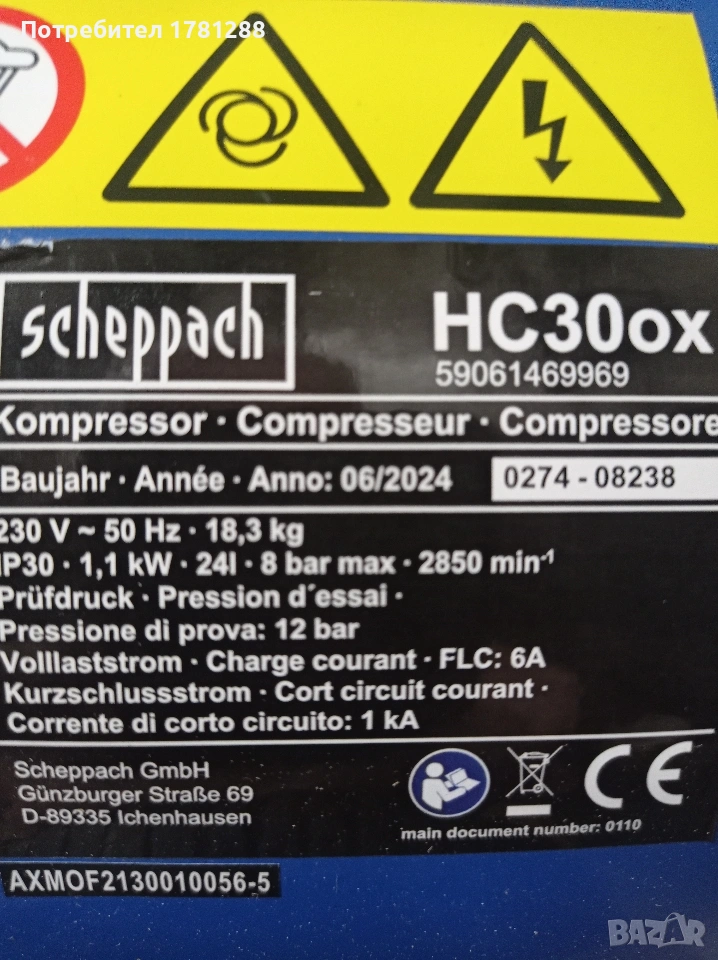 Потребител 1781288
scheppach
HC30ox
59061469969
Kompressor · Compresseur · Compressore
Baujahr · Année · Anno: 06/2024
0274 - 08238
230 V ~ 50 Hz · 18,3 kg
IP30 · 1,1 kW · 24l · 8 bar max · 2850 min⁻¹
Prüfdruck · Pression d´essai ·
Pressione di prova: 12 bar
Volllaststrom · Charge courant · FLC: 6A
Kurzschlussstrom · Cort circuit courant ·
Corrente di corto circuito: 1 kA
Scheppach GmbH
Günzburger Straße 69
D-89335 Ichenhausen
CE
main document number: 0110
AXMOF2130010056-5
BAZAR